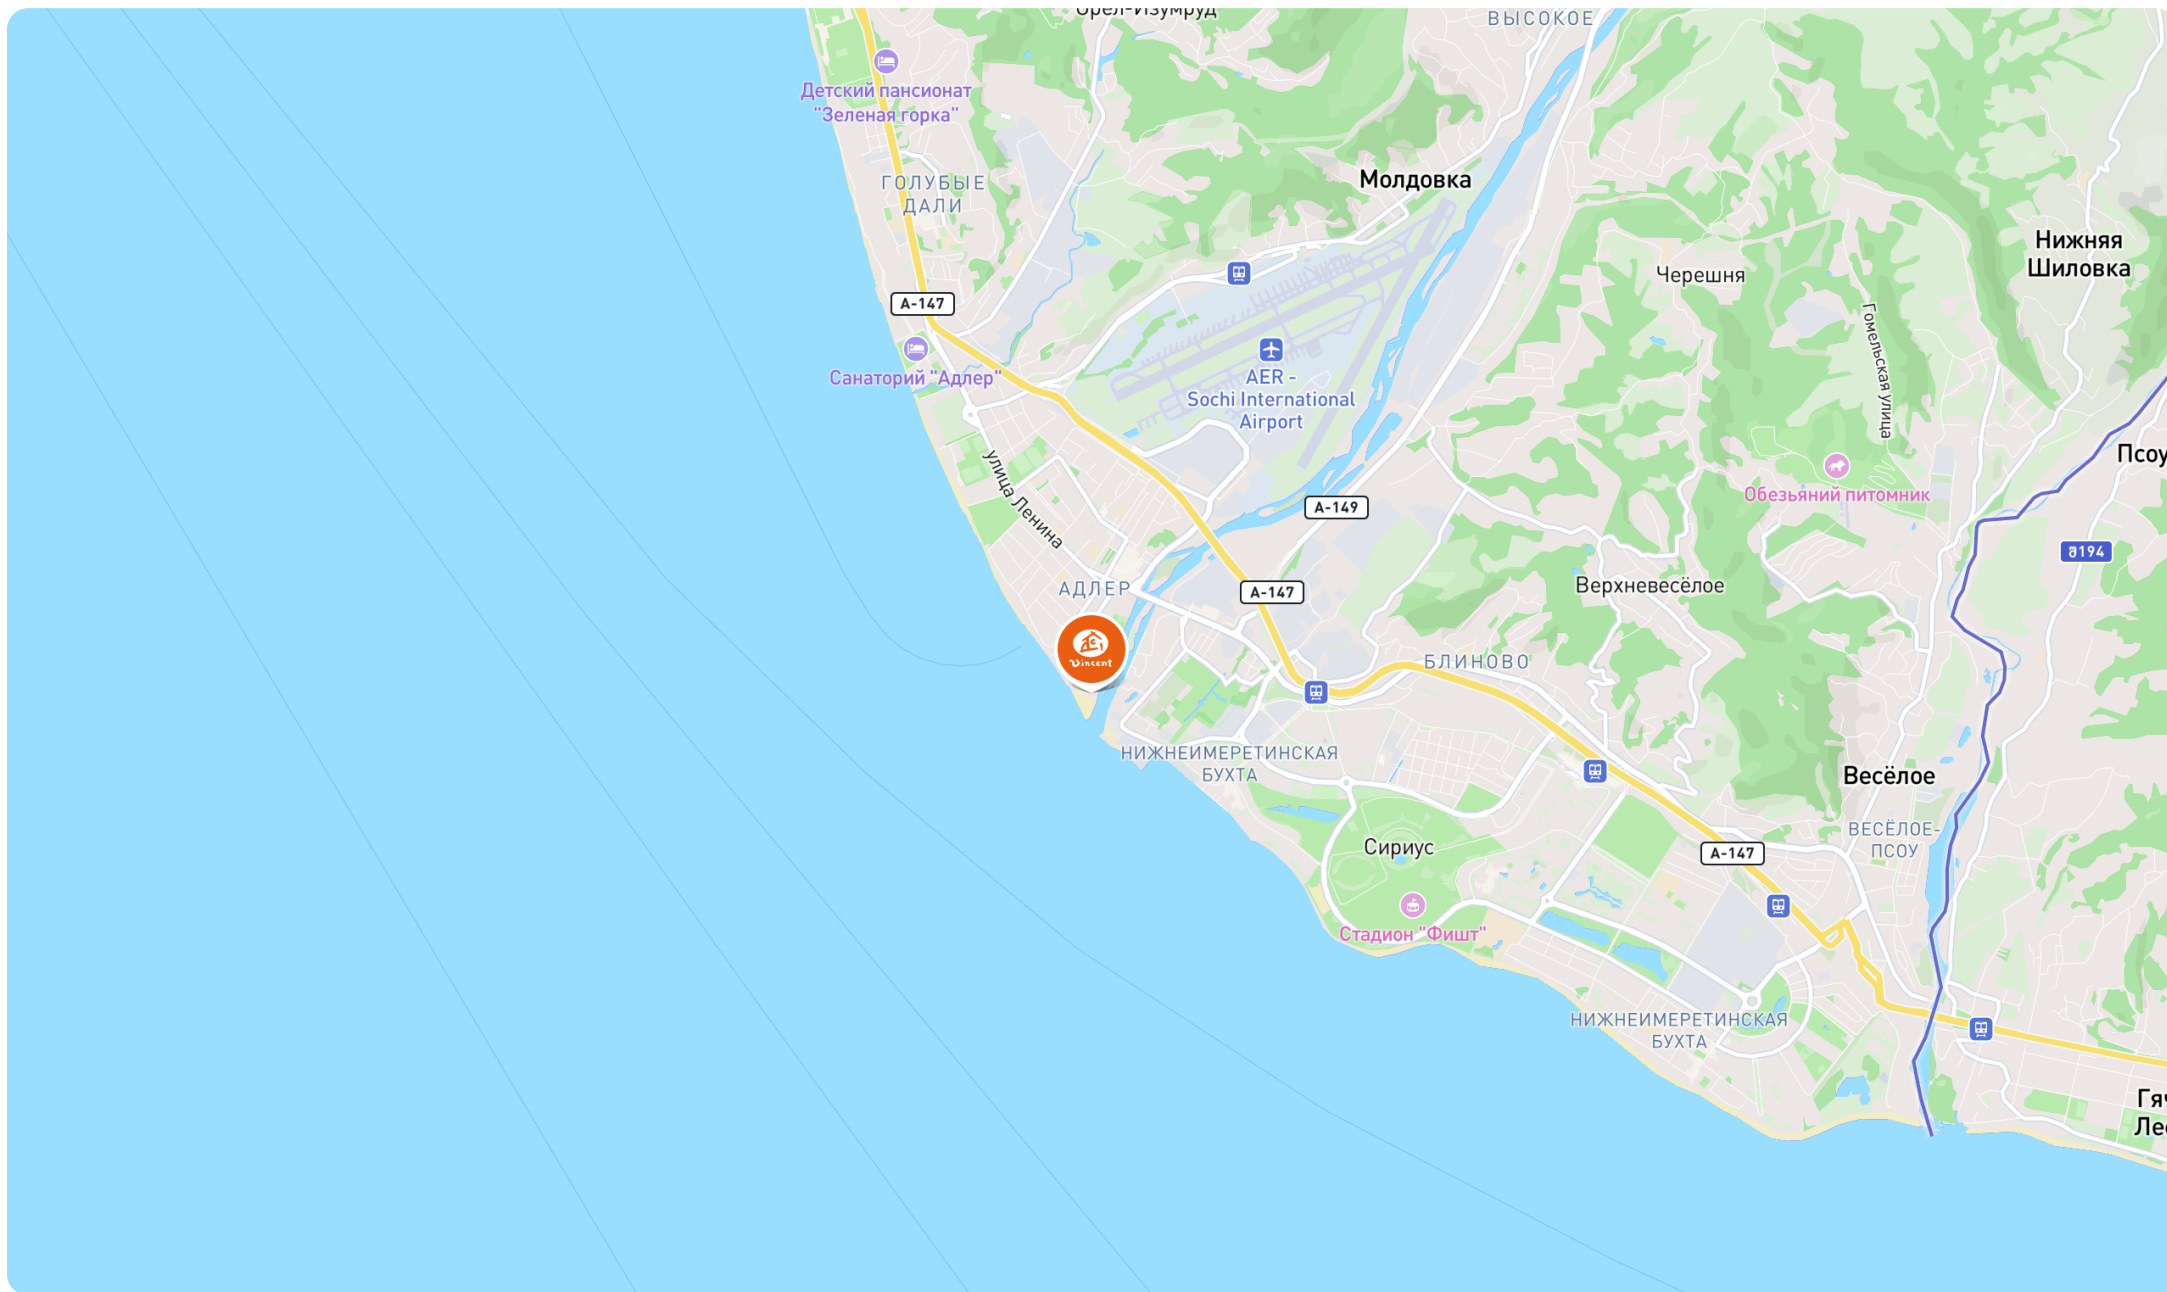 Орёл-Изумруд
ВЫСОКОЕ
Детский пансионат
"Зеленая горка"
ГОЛУБЫЕ
ДАЛИ
Молдовка
Нижняя
Шиловка
Черешня
А-147
Гомельская улица
Санаторий "Адлер"
AER -
Sochi International
Airport
улица Ленина
Псоу
Обезьяний питомник
А-149
მ194
АДЛЕР
А-147
Верхневесёлое
Vincent
БЛИНОВО
НИЖНЕИМЕРЕТИНСКАЯ
БУХТА
Весёлое
ВЕСЁЛОЕ-
ПСОУ
Сириус
А-147
Стадион "Фишт"
НИЖНЕИМЕРЕТИНСКАЯ
БУХТА